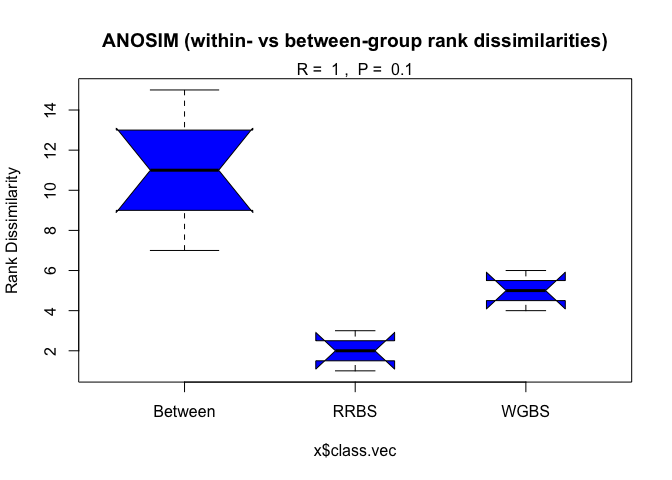 ANOSIM (within- vs between-group rank dissimilarities)
R = 1 , P = 0.1
Rank Dissimilarity
14
12
10
8
6
4
2
Between RRBS WGBS
x$class.vec